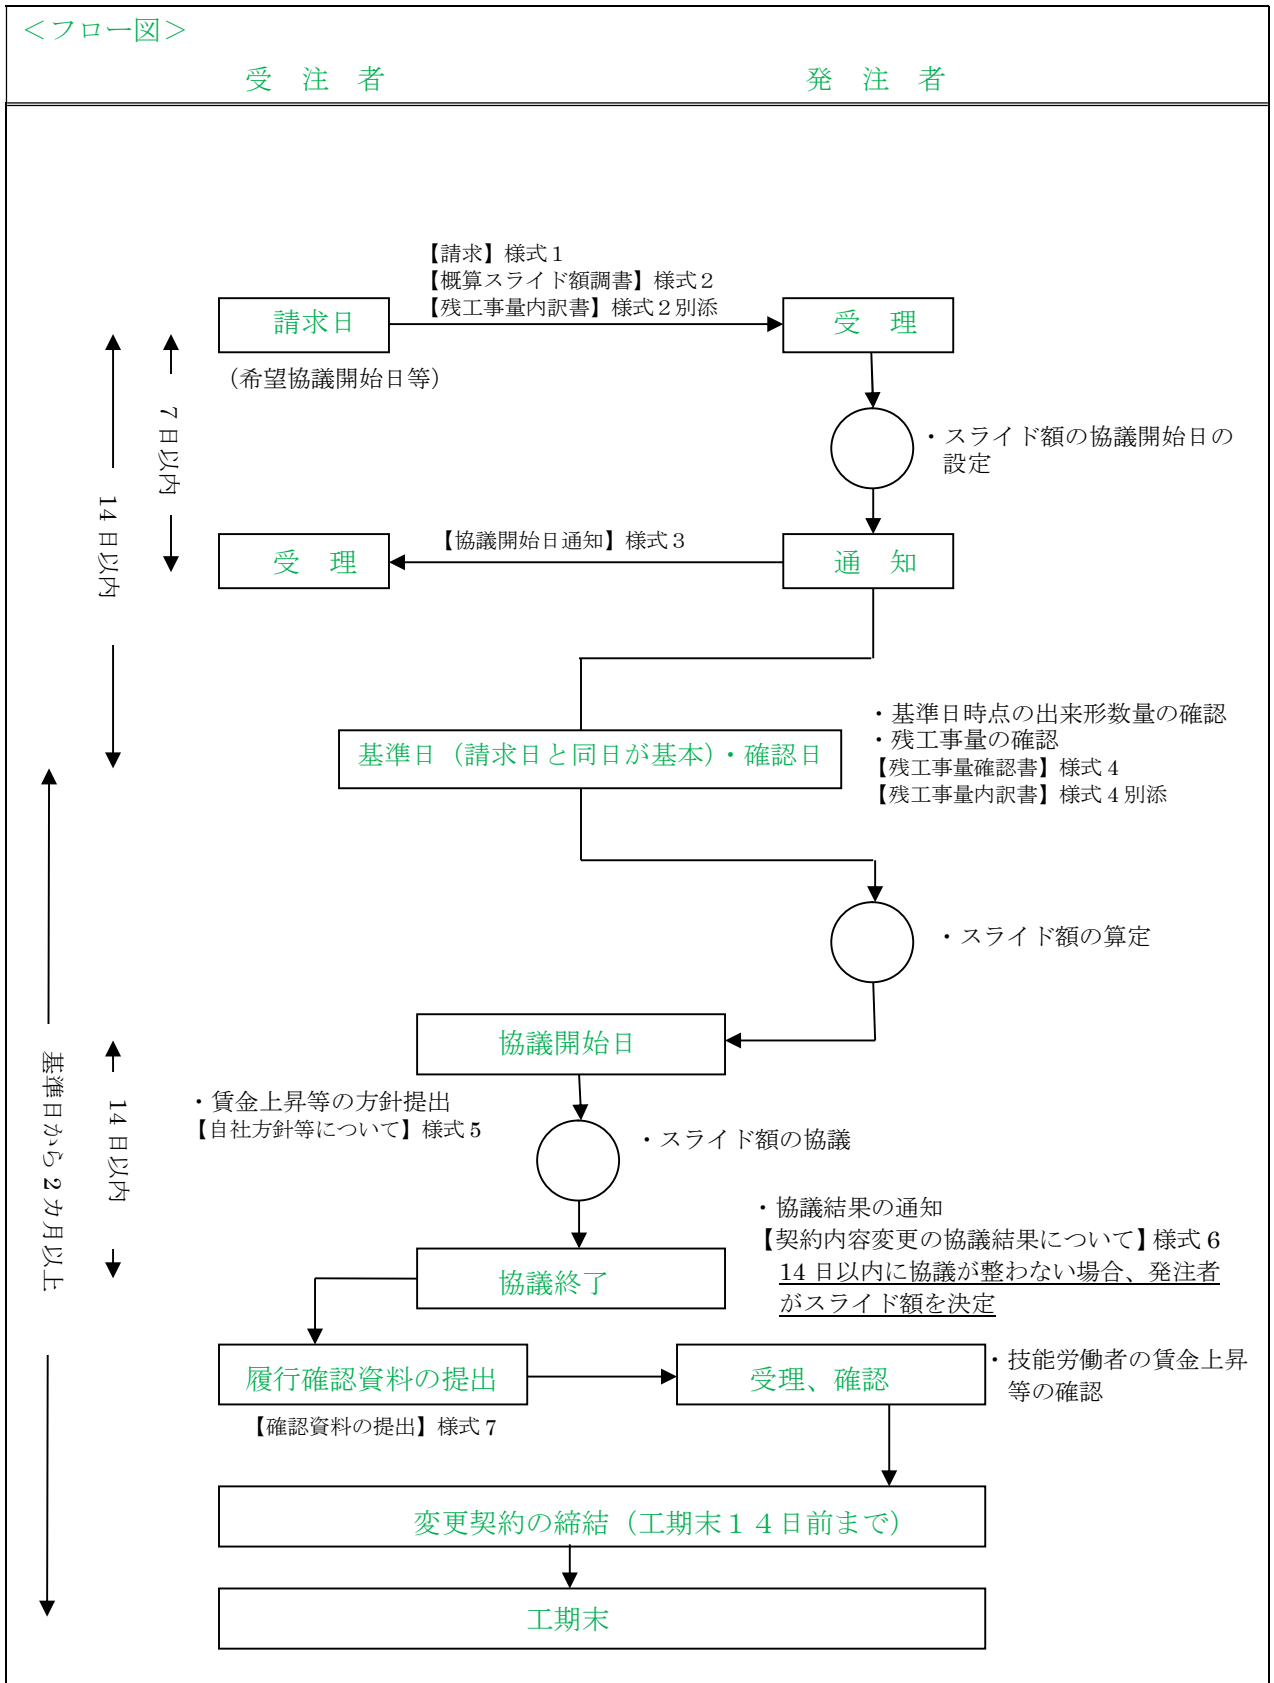 ＜フロー図＞
受　注　者
発　注　者
【請求】様式１
【概算スライド額調書】様式２
【残工事量内訳書】様式２別添
請求日
受　理
（希望協議開始日等）
７日以内
14 日以内
・スライド額の協議開始日の
設定
【協議開始日通知】様式３
受　理
通　知
・基準日時点の出来形数量の確認
・残工事量の確認
【残工事量確認書】様式 4
【残工事量内訳書】様式 4 別添
基準日（請求日と同日が基本）・確認日
・スライド額の算定
協議開始日
基準日から 2 カ月以上
14 日以内
・賃金上昇等の方針提出
【自社方針等について】様式 5
・スライド額の協議
・協議結果の通知
【契約内容変更の協議結果について】様式 6
14 日以内に協議が整わない場合、発注者
がスライド額を決定
協議終了
履行確認資料の提出
受理、確認
・技能労働者の賃金上昇
等の確認
【確認資料の提出】様式 7
変更契約の締結（工期末１４日前まで）
工期末